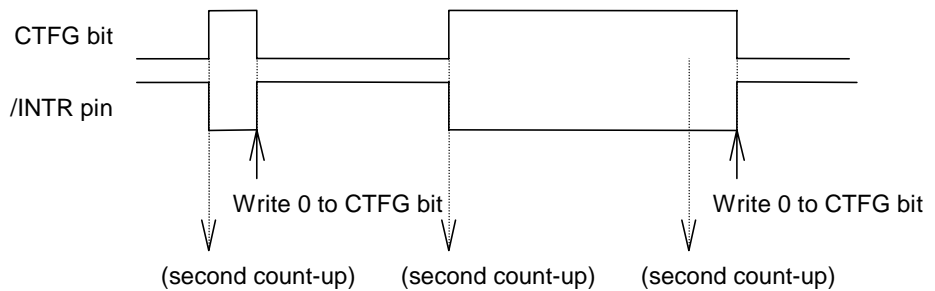 CTFG bit
/INTR pin
Write 0 to CTFG bit
Write 0 to CTFG bit
(second count-up)
(second count-up)
(second count-up)